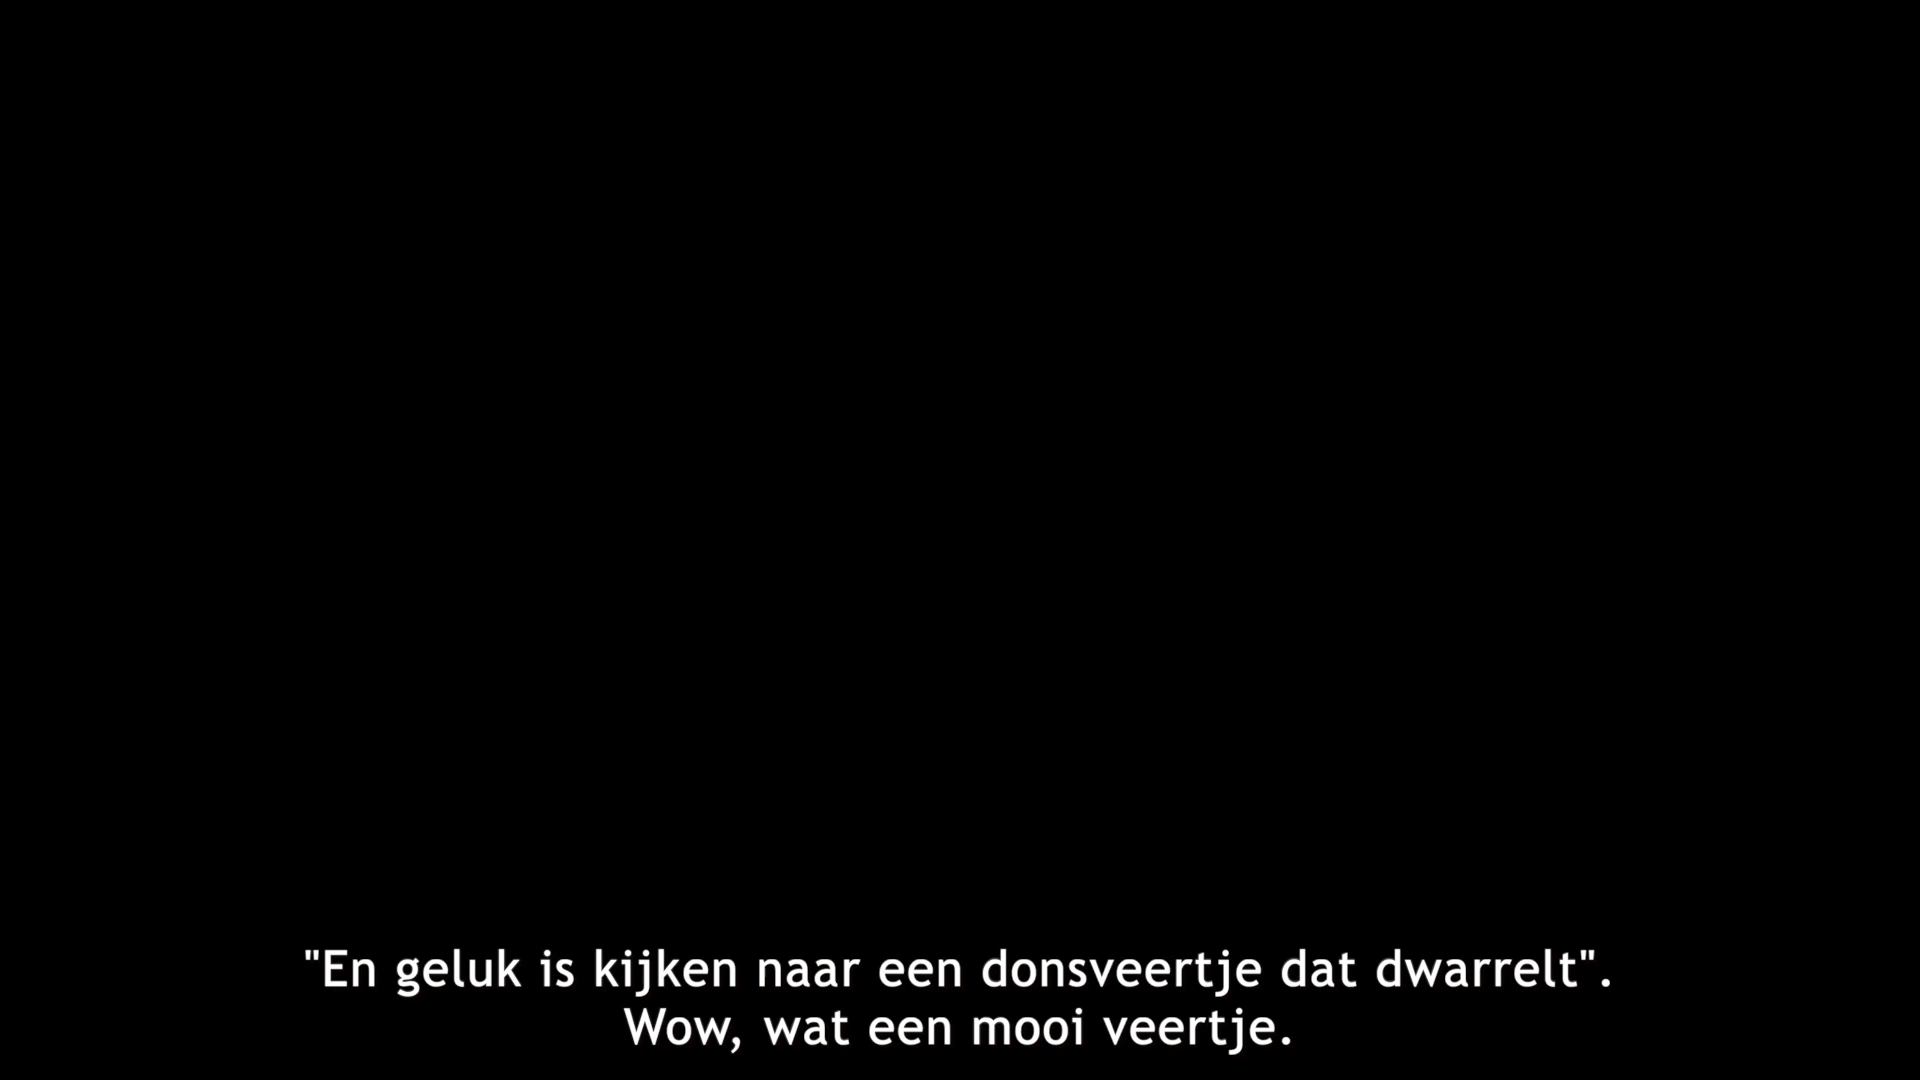 "En geluk is kijken naar een donsveertje dat dwarrelt".
Wow, wat een mooi veertje.